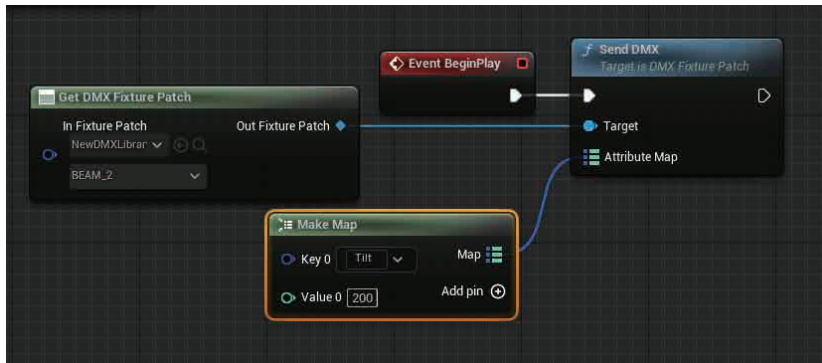 Send DMX
Target is DMX Fixture Patch
Event BeginPlay
Get DMX Fixture Patch
In Fixture Patch
Out Fixture Patch
NewDMXLibrar
BEAM_2
Target
Attribute Map
Make Map
Key 0
Tilt
Map
Value 0
200
Add pin